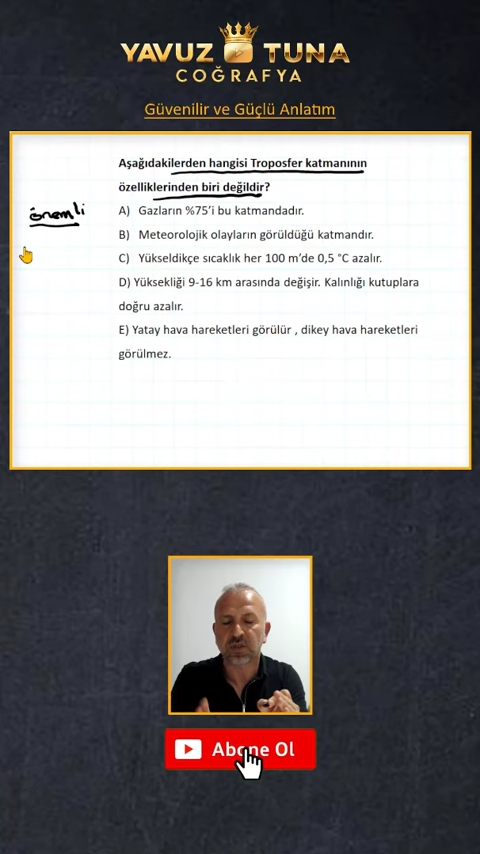 YAVUZ TUNA
COĞRAFYA
Güvenilir ve Güçlü Anlatım
Aşağıdakilerden hangisi Troposfer katmanının
özelliklerinden biri değildir?
önemli
A) Gazların %75'i bu katmandadır.
B) Meteorolojik olayların görüldüğü katmandır.
C) Yükseldikçe sıcaklık her 100 m'de 0,5 °C azalır.
D) Yüksekliği 9-16 km arasında değişir. Kalınlığı kutuplara
doğru azalır.
E) Yatay hava hareketleri görülür , dikey hava hareketleri
görülmez.
Abone Ol